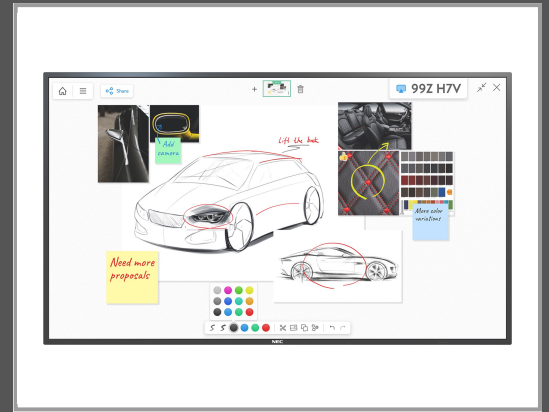 Share
99Z H7V
Add
camera
Lift the back
More color
variations
Need more
proposals
NEC